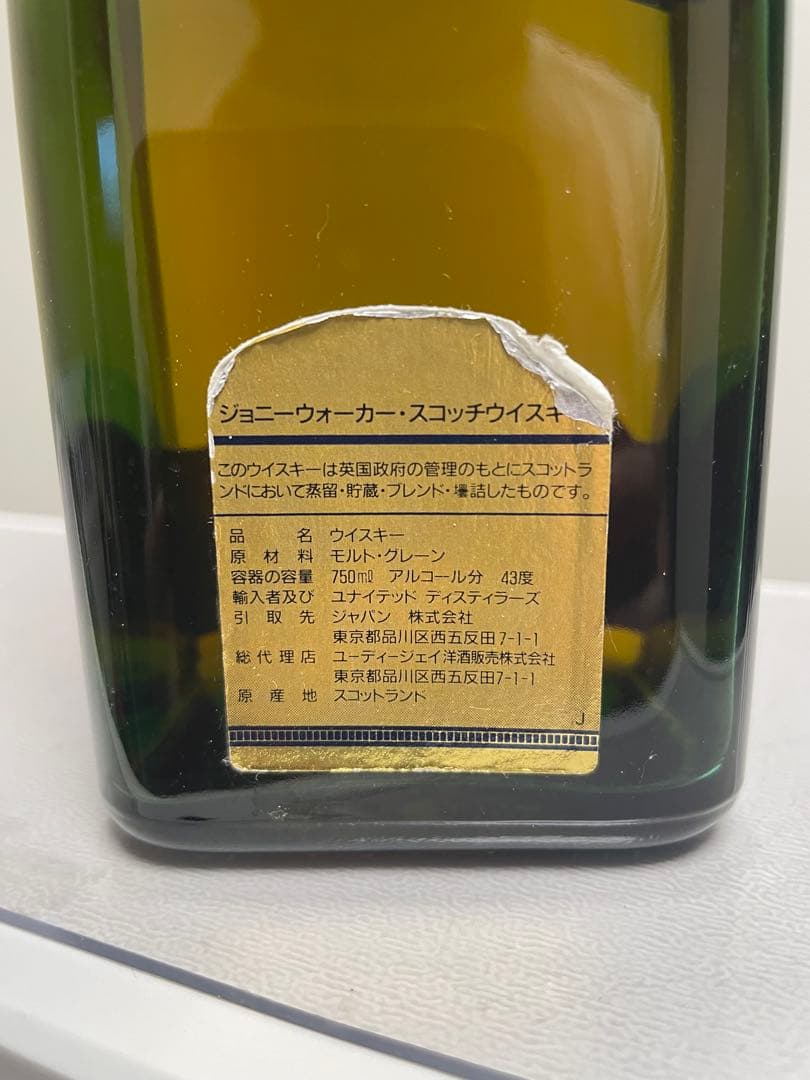 ジョニーウォーカー・スコッチウイスキ
このウイスキーは英国政府の管理のもとにスコットラ
ンドにおいて蒸留・貯蔵・ブレンド・壜詰したものです。
品名 ウイスキー
原材料 モルト・グレーン
容器の容量 750mℓ アルコール分 43度
輸入者及び ユナイテッド ディスティラーズ
引取先 ジャパン 株式会社
東京都品川区西五反田7-1-1
総代理店 ユーディージェイ洋酒販売株式会社
東京都品川区西五反田7-1-1
原産地 スコットランド
J